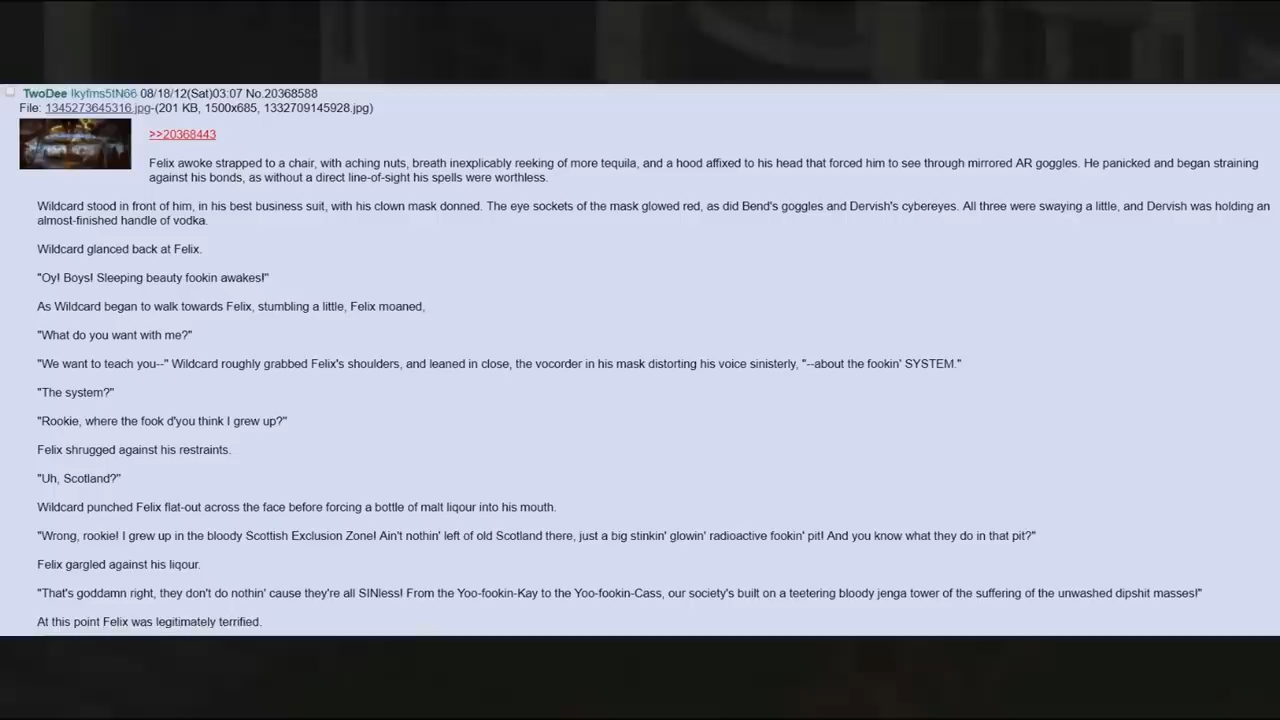 TwoDee !kyfms5tN66 08/18/12(Sat)03:07 No.20368588
File: 1345273645316.jpg-(201 KB, 1500x685, 1332709145928.jpg)
>>20368443
Felix awoke strapped to a chair, with aching nuts, breath inexplicably reeking of more tequila, and a hood affixed to his head that forced him to see through mirrored AR goggles. He panicked and began straining
against his bonds, as without a direct line-of-sight his spells were worthless.
Wildcard stood in front of him, in his best business suit, with his clown mask donned. The eye sockets of the mask glowed red, as did Bend's goggles and Dervish's cybereyes. All three were swaying a little, and Dervish was holding an
almost-finished handle of vodka.
Wildcard glanced back at Felix.
"Oy! Boys! Sleeping beauty fookin awakes!"
As Wildcard began to walk towards Felix, stumbling a little, Felix moaned,
"What do you want with me?"
"We want to teach you--" Wildcard roughly grabbed Felix's shoulders, and leaned in close, the vocorder in his mask distorting his voice sinisterly, "--about the fookin' SYSTEM."
"The system?"
"Rookie, where the fook d'you think I grew up?"
Felix shrugged against his restraints.
"Uh, Scotland?"
Wildcard punched Felix flat-out across the face before forcing a bottle of malt liqour into his mouth.
"Wrong, rookie! I grew up in the bloody Scottish Exclusion Zone! Ain't nothin' left of old Scotland there, just a big stinkin' glowin' radioactive fookin' pit! And you know what they do in that pit?"
Felix gargled against his liqour.
"That's goddamn right, they don't do nothin' cause they're all SINless! From the Yoo-fookin-Kay to the Yoo-fookin-Cass, our society's built on a teetering bloody jenga tower of the suffering of the unwashed dipshit masses!"
At this point Felix was legitimately terrified.